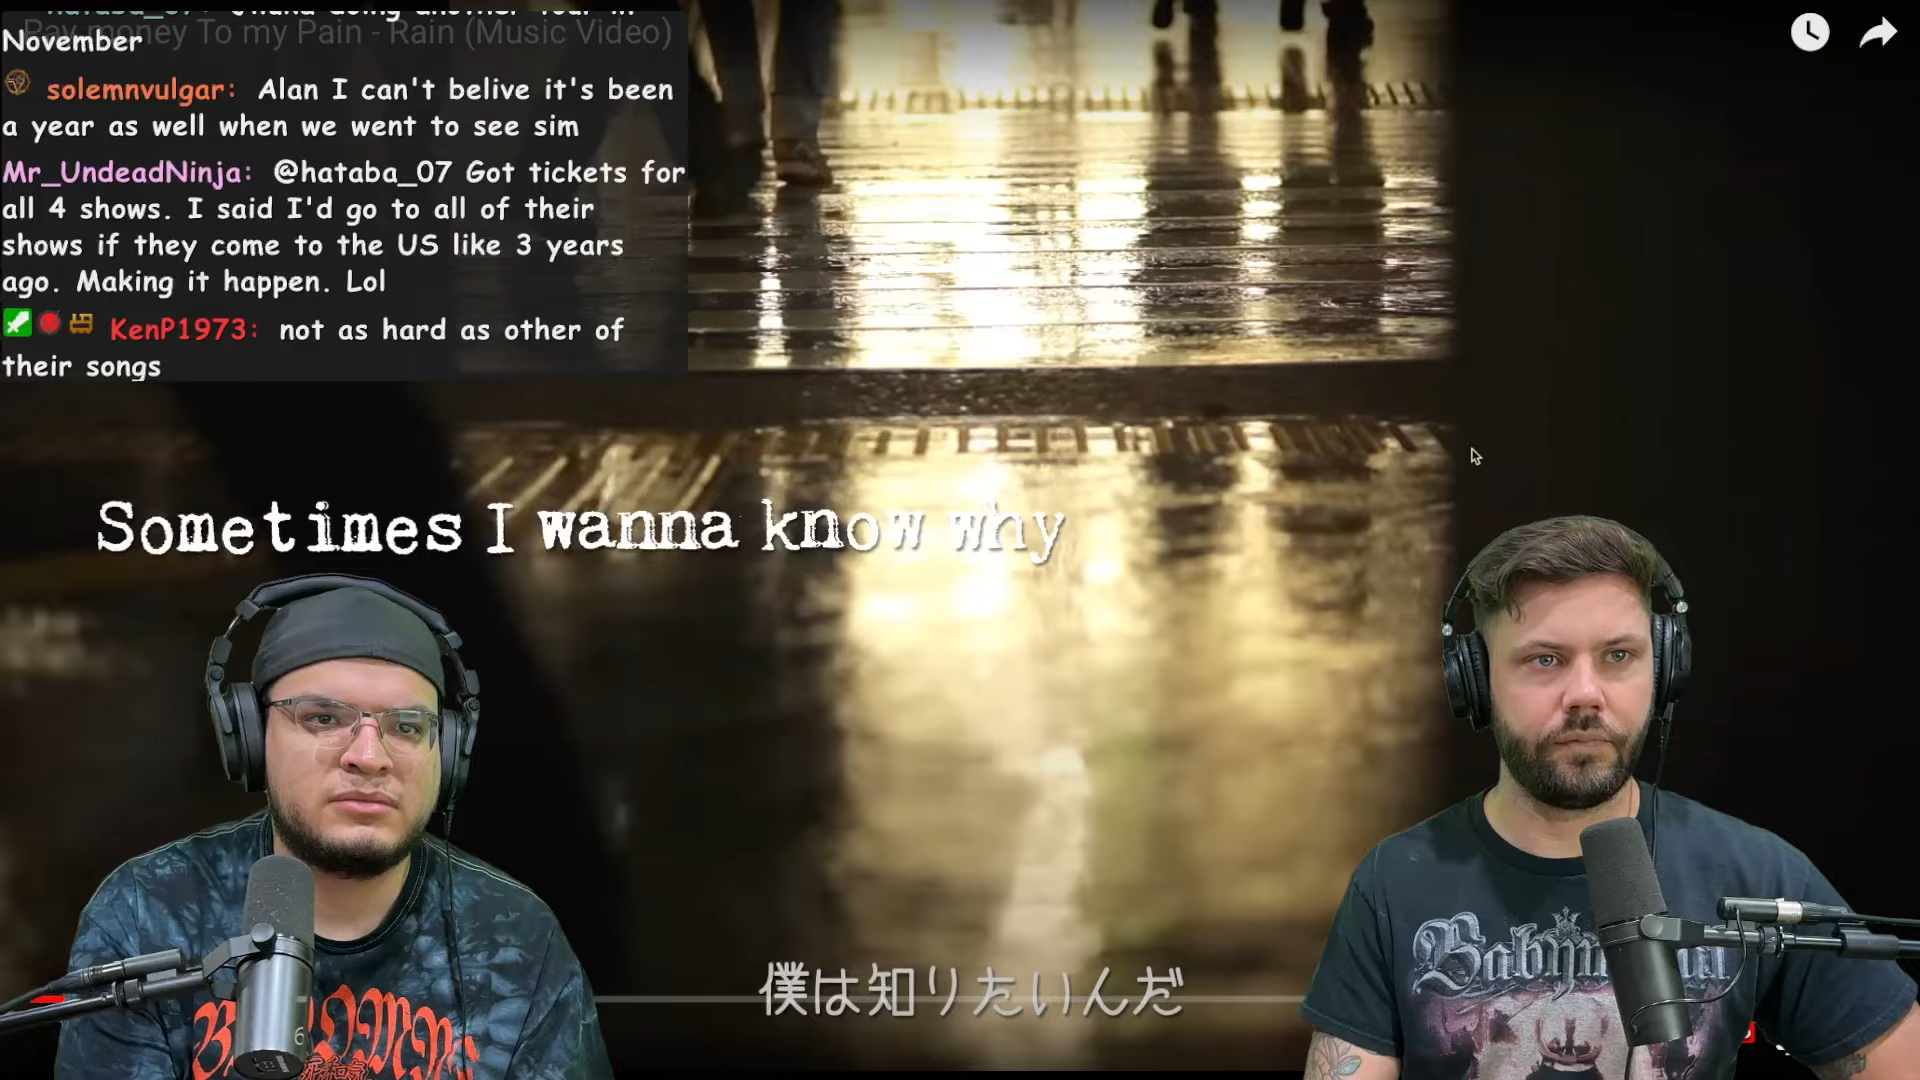 Pay money To my Pain - Rain (Music Video)
November
solemnvulgar: Alan I can't belive it's been
a year as well when we went to see sim
Mr_UndeadNinja: @hataba_07 Got tickets for
all 4 shows. I said I'd go to all of their
shows if they come to the US like 3 years
ago. Making it happen. Lol
KenP1973: not as hard as other of
their songs
Sometimes I wanna know why
僕は知りたいんだ